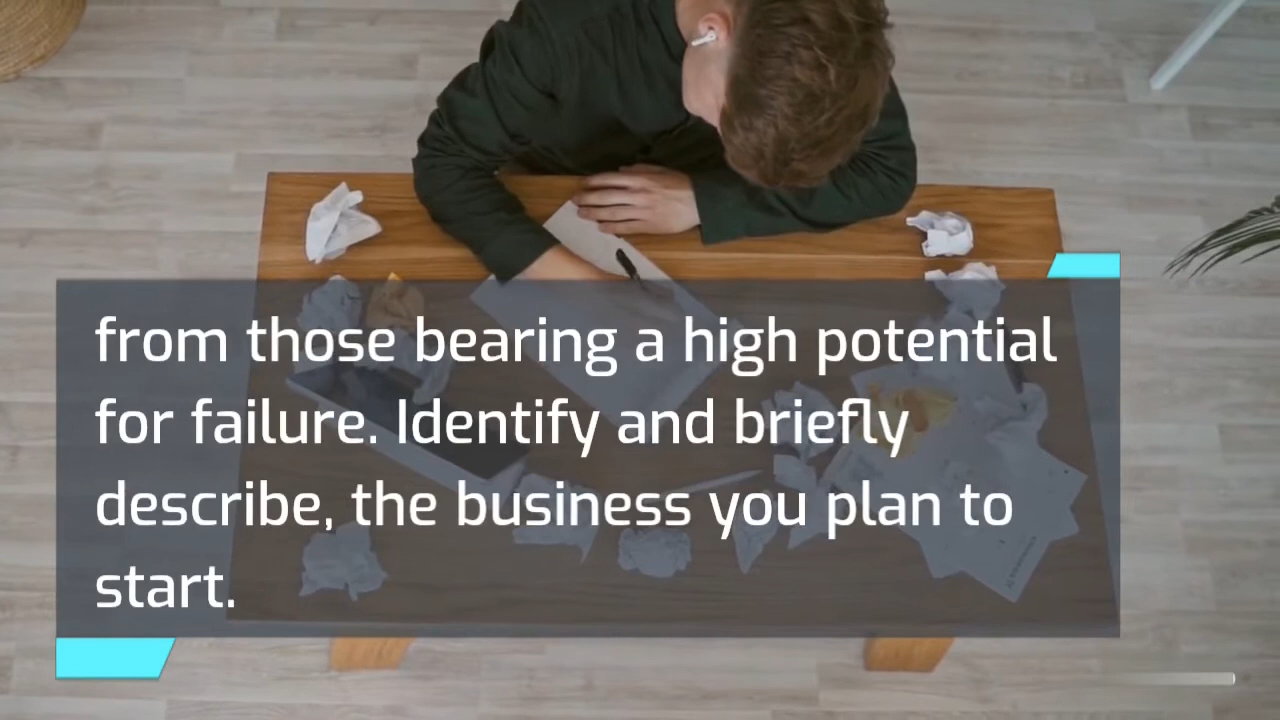 from those bearing a high potential
for failure. Identify and briefly
describe, the business you plan to
start.